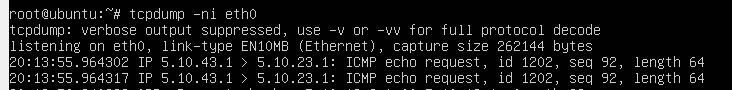 root@ubuntu:~# tcpdump -ni eth0
tcpdump: verbose output suppressed, use -v or -vv for full protocol decode
listening on eth0, link-type EN10MB (Ethernet), capture size 262144 bytes
20:13:55.964302 IP 5.10.43.1 > 5.10.23.1: ICMP echo request, id 1202, seq 92, length 64
20:13:55.964317 IP 5.10.43.1 > 5.10.23.1: ICMP echo request, id 1202, seq 92, length 64